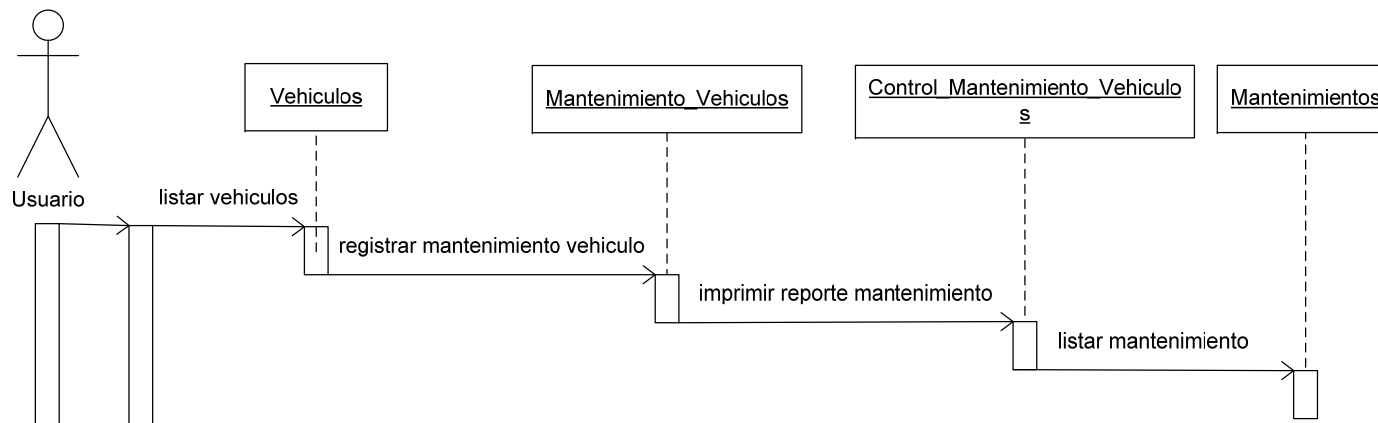 Vehiculos
Mantenimiento_Vehiculos
Control_Mantenimiento_Vehiculo
s
Mantenimientos
Usuario
listar vehiculos
registrar mantenimiento vehiculo
imprimir reporte mantenimiento
listar mantenimiento